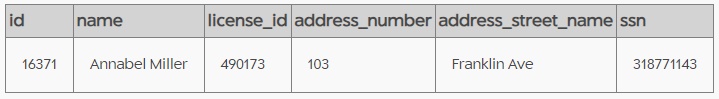 id name license_id address_number address_street_name ssn
16371 Annabel Miller 490173 103 Franklin Ave 318771143